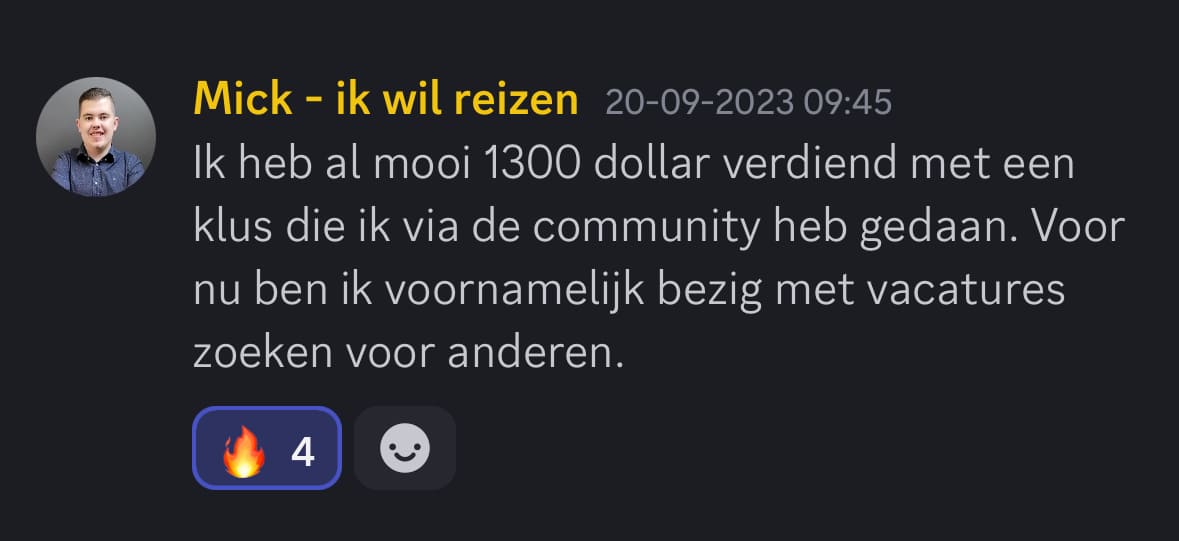 Mick - ik wil reizen 20-09-2023 09:45
Ik heb al mooi 1300 dollar verdiend met een
klus die ik via de community heb gedaan. Voor
nu ben ik voornamelijk bezig met vacatures
zoeken voor anderen.
4